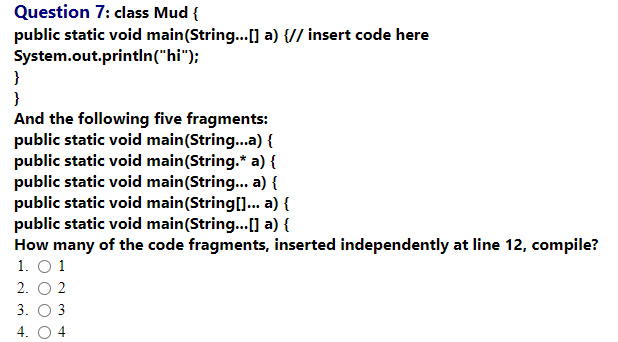 Question 7: class Mud {
public static void main(String...[] a) {// insert code here
System.out.println("hi");
}
}
And the following five fragments:
public static void main(String...a) {
public static void main(String.* a) {
public static void main(String... a) {
public static void main(String[]... a) {
public static void main(String...[] a) {
How many of the code fragments, inserted independently at line 12, compile?
1. 1
2. 2
3. 3
4. 4